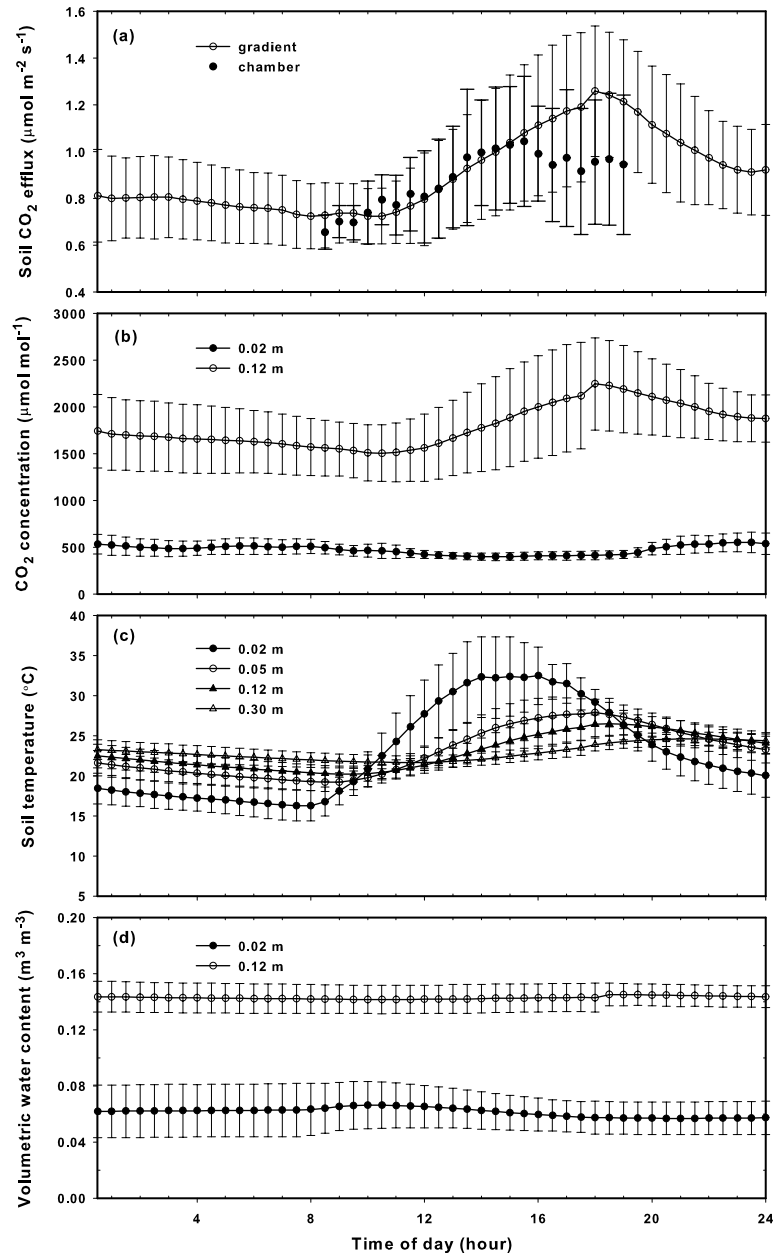 (a)
gradient
chamber
Soil CO2 efflux (μmol m-2 s-1)
1.6
1.4
1.2
1.0
0.8
0.6
0.4
(b)
0.02 m
0.12 m
CO2 concentration (μmol mol-1)
3000
2500
2000
1500
1000
500
0
(c)
0.02 m
0.05 m
0.12 m
0.30 m
Soil temperature (°C)
40
35
30
25
20
15
10
5
(d)
0.02 m
0.12 m
Volumetric water content (m3 m-3)
0.20
0.16
0.12
0.08
0.04
0.00
4 8 12 16 20 24
Time of day (hour)